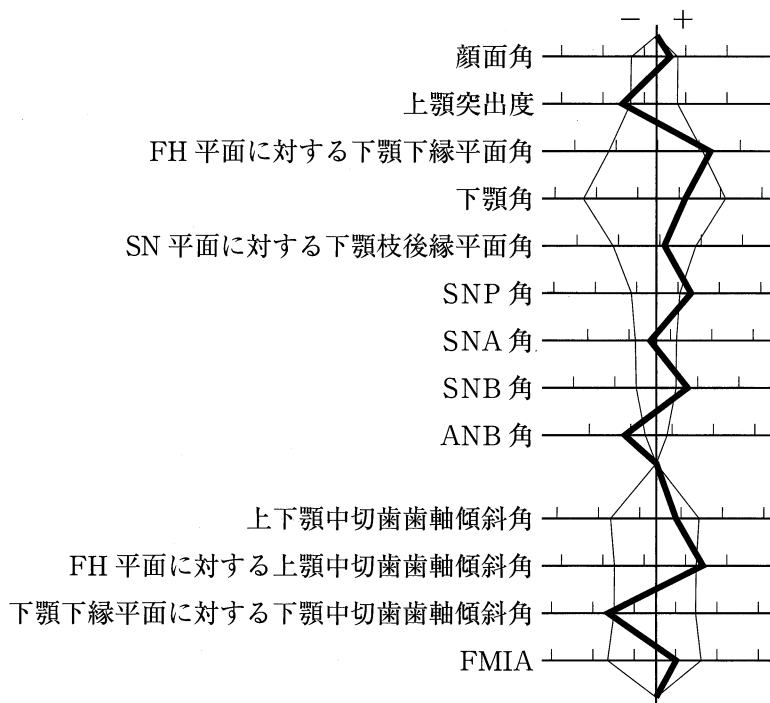 − +
顔面角
上顎突出度
FH 平面に対する下顎下縁平面角
下顎角
SN 平面に対する下顎枝後縁平面角
SNP 角
SNA 角
SNB 角
ANB 角
上下顎中切歯歯軸傾斜角
FH 平面に対する上顎中切歯歯軸傾斜角
下顎下縁平面に対する下顎中切歯歯軸傾斜角
FMIA